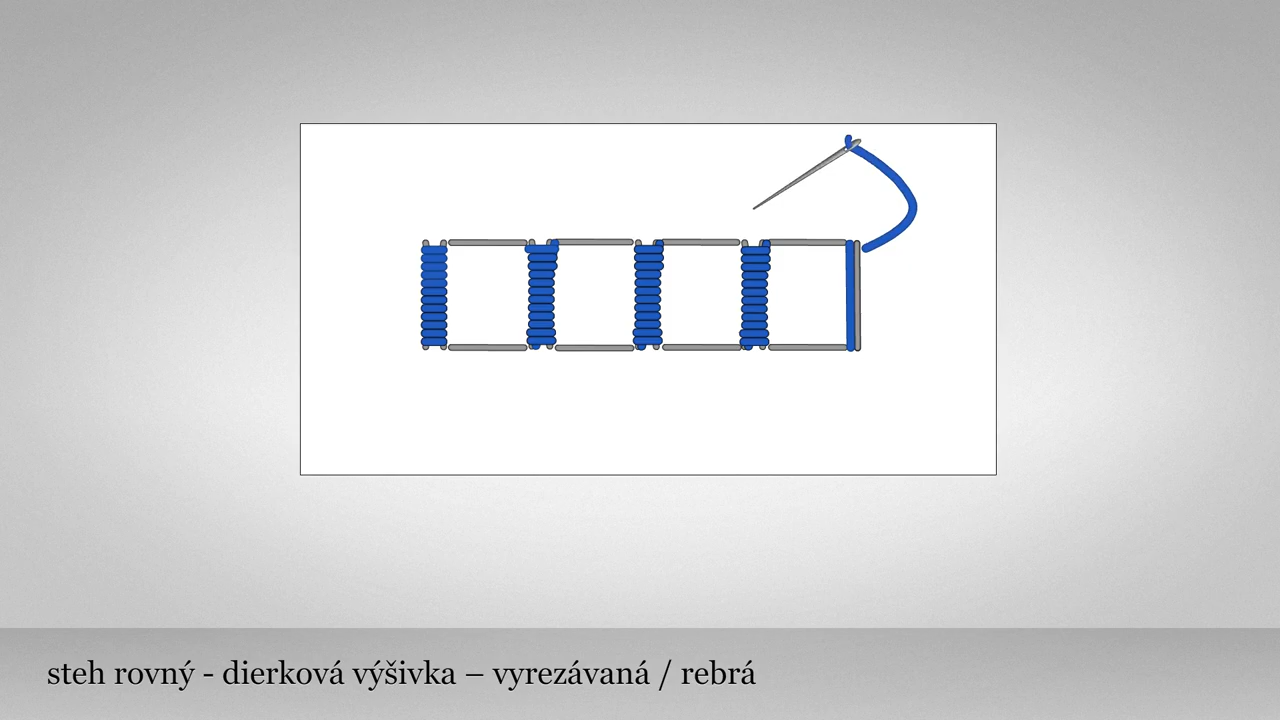 steh rovný - dierková výšivka – vyrezávaná / rebrá